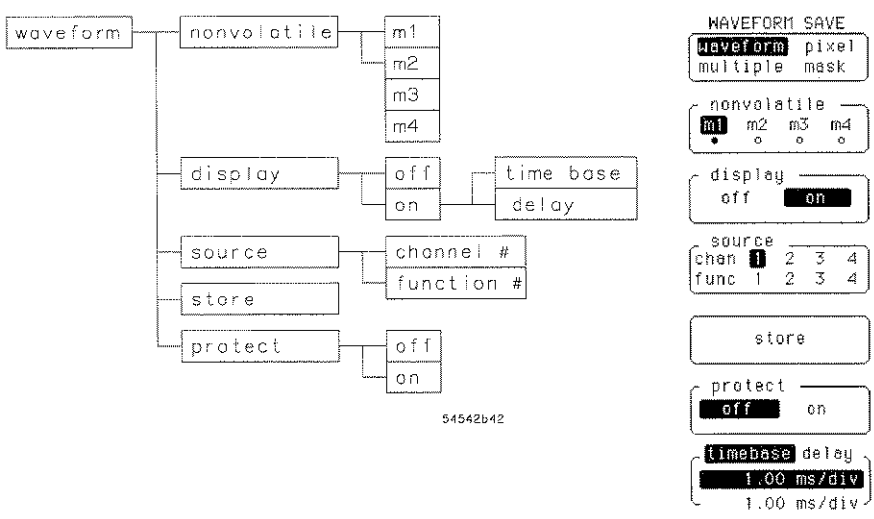 waveform
nonvolatile
m1
m2
m3
m4
display
off
on
time base
delay
source
channel #
function #
store
protect
off
on
54542b42
WAVEFORM SAVE
waveform pixel
multiple mask
nonvolatile
m1 m2 m3 m4
display
off on
source
chan 1 2 3 4
func 1 2 3 4
store
protect
off on
timebase delay
1.00 ms/div
1.00 ms/div